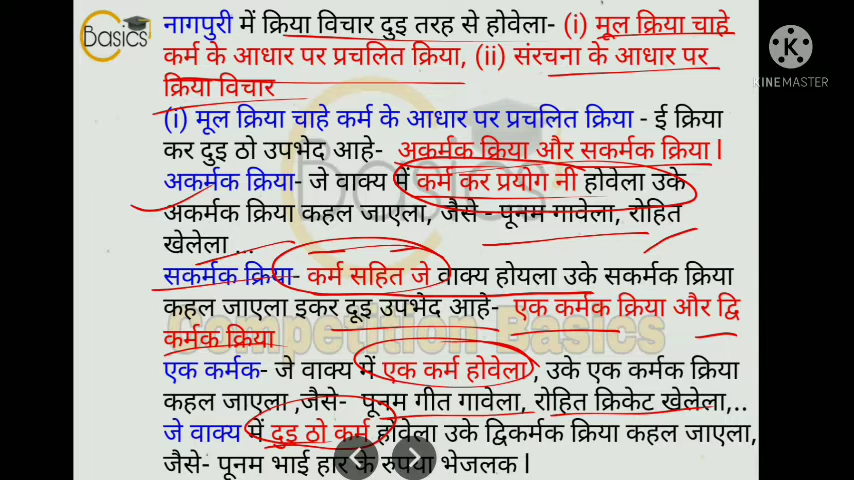 Basics
नागपुरी में क्रिया विचार दुइ तरह से होवेला- (i) मूल क्रिया चाहे
कर्म के आधार पर प्रचलित क्रिया, (ii) संरचना के आधार पर
क्रिया विचार
KINEMASTER
(i) मूल क्रिया चाहे कर्म के आधार पर प्रचलित क्रिया - ई क्रिया
कर दुइ ठो उपभेद आहे- अकर्मक क्रिया और सकर्मक क्रिया l
अकर्मक क्रिया- जे वाक्य में कर्म कर प्रयोग नी होवेला उके
अकर्मक क्रिया कहल जाएला, जैसे - पूनम गावेला, रोहित
खेलेला ...
सकर्मक क्रिया- कर्म सहित जे वाक्य होयला उके सकर्मक क्रिया
कहल जाएला इकर दूइ उपभेद आहे- एक कर्मक क्रिया और द्वि
कर्मक क्रिया
Competition Basics
एक कर्मक- जे वाक्य में एक कर्म होवेला, उके एक कर्मक क्रिया
कहल जाएला ,जैसे- पूनम गीत गावेला, रोहित क्रिकेट खेलेला,..
जे वाक्य में दुइ ठो कर्म होवेला उके द्विकर्मक क्रिया कहल जाएला,
जैसे- पूनम भाई हार के रुपया भेजलक l